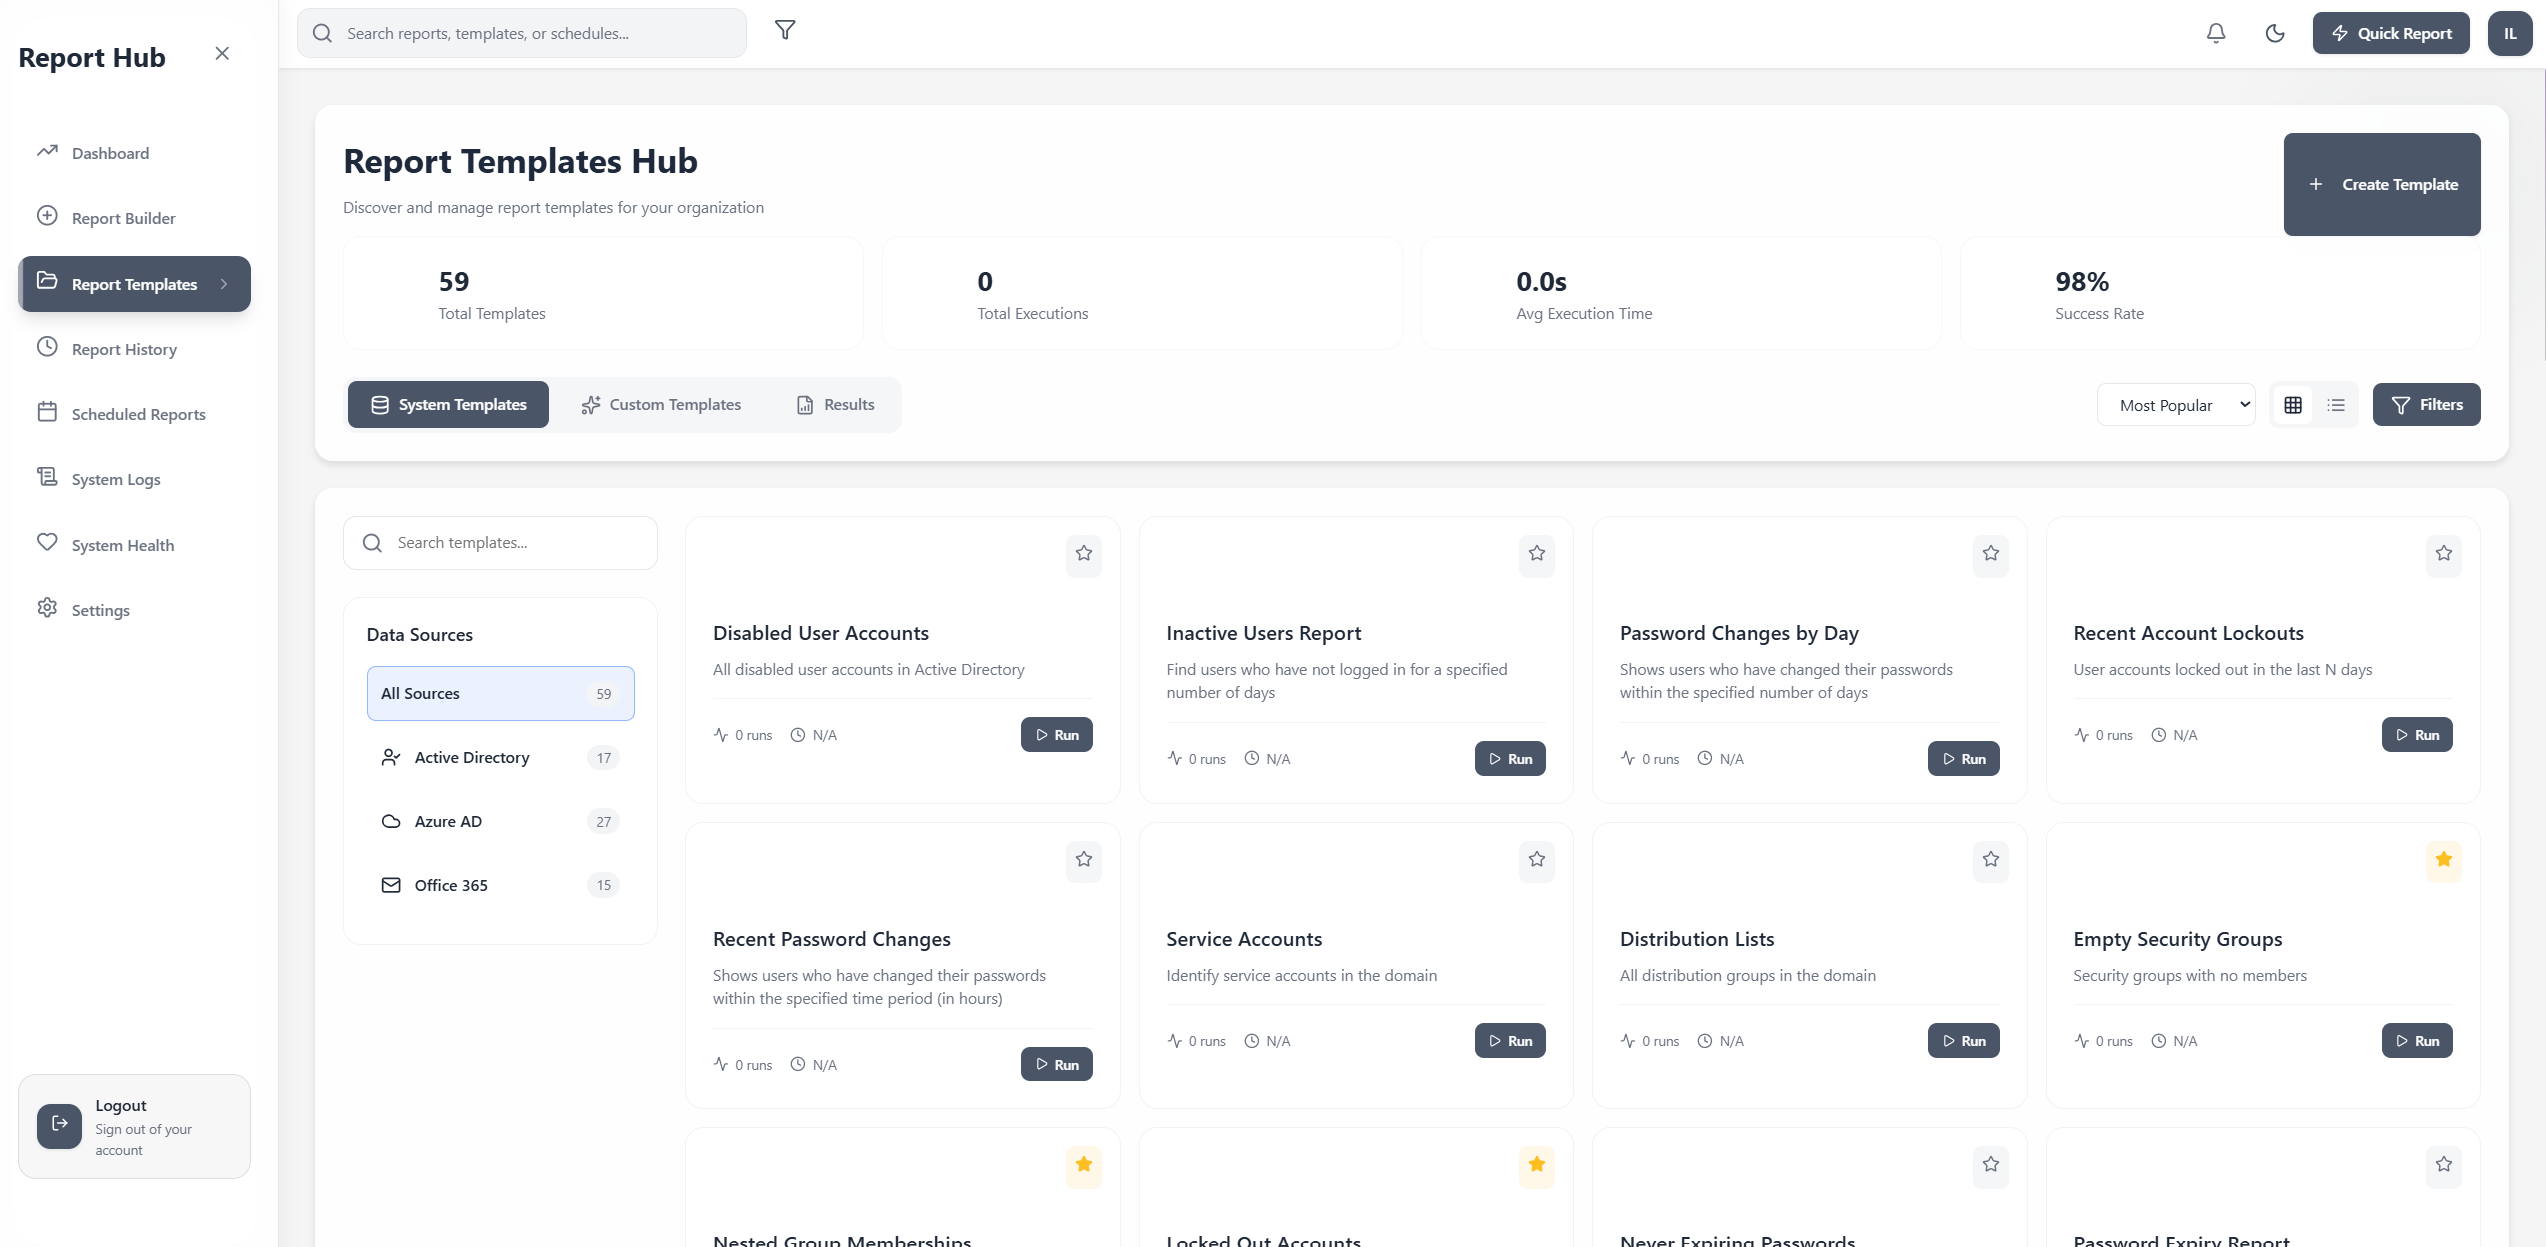 Report Hub
Dashboard
Report Builder
Report Templates
Report History
Scheduled Reports
System Logs
System Health
Settings
Logout
Sign out of your
account
Search reports, templates, or schedules...
Quick Report
IL
Report Templates Hub
Discover and manage report templates for your organization
Create Template
59
Total Templates
0
Total Executions
0.0s
Avg Execution Time
98%
Success Rate
System Templates
Custom Templates
Results
Most Popular
Filters
Search templates...
Data Sources
All Sources 59
Active Directory 17
Azure AD 27
Office 365 15
Disabled User Accounts
All disabled user accounts in Active Directory
0 runs N/A Run
Inactive Users Report
Find users who have not logged in for a specified
number of days
0 runs N/A Run
Password Changes by Day
Shows users who have changed their passwords
within the specified number of days
0 runs N/A Run
Recent Account Lockouts
User accounts locked out in the last N days
0 runs N/A Run
Recent Password Changes
Shows users who have changed their passwords
within the specified time period (in hours)
0 runs N/A Run
Service Accounts
Identify service accounts in the domain
0 runs N/A Run
Distribution Lists
All distribution groups in the domain
0 runs N/A Run
Empty Security Groups
Security groups with no members
0 runs N/A Run
Nested Group Memberships
Locked Out Accounts
Never Expiring Passwords
Password Expiry Report